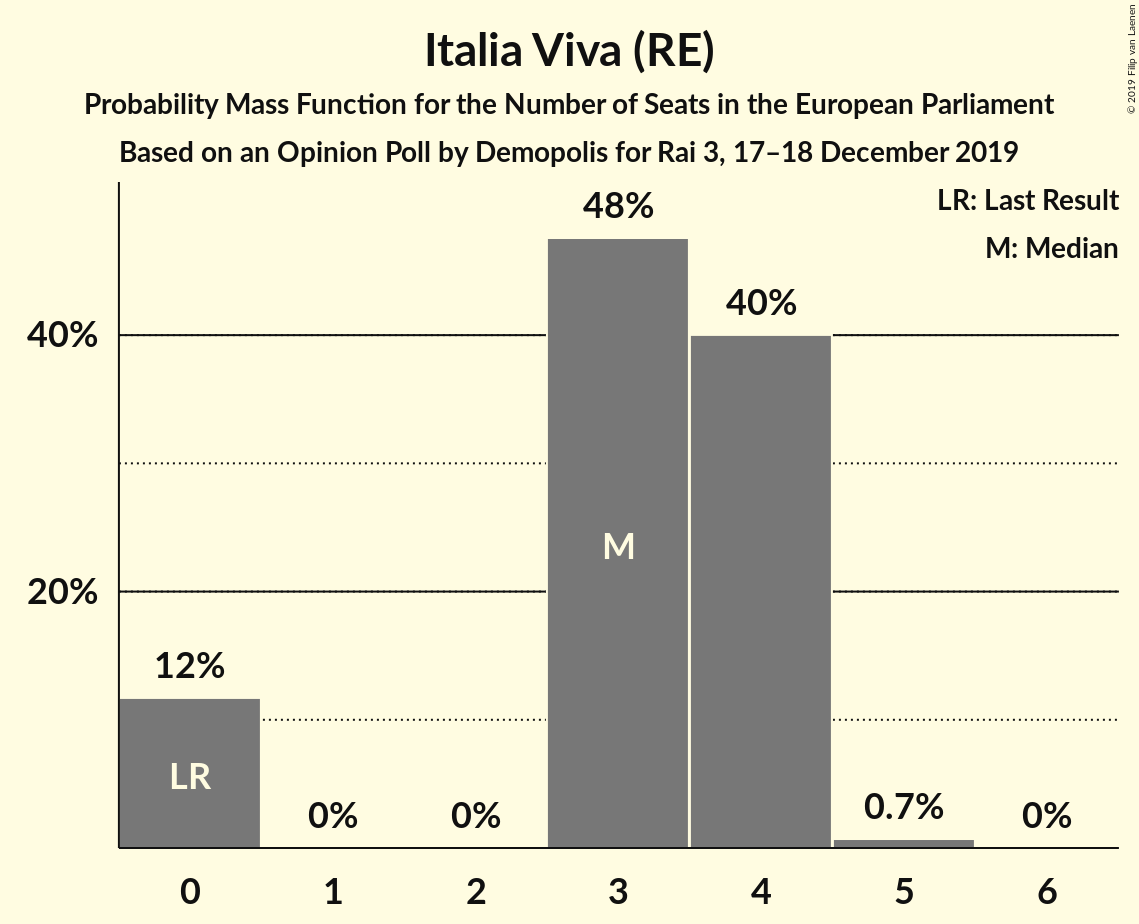 Italia Viva (RE)
Probability Mass Function for the Number of Seats in the European Parliament
Based on an Opinion Poll by Demopolis for Rai 3, 17–18 December 2019
© 2019 Filip van Laenen
LR: Last Result
M: Median
48%
40%
40%
M
20%
12%
LR
0%
0%
0.7%
0%
0 1 2 3 4 5 6